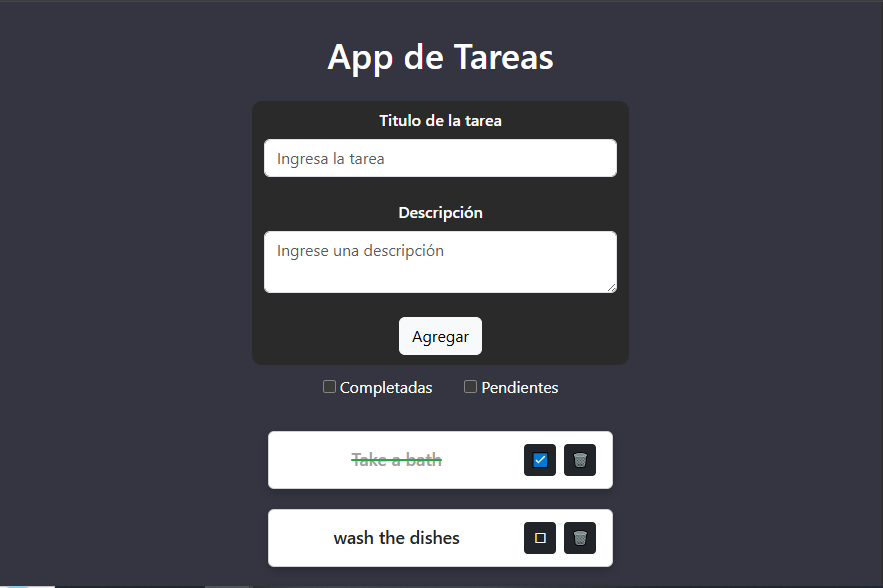 App de Tareas
Titulo de la tarea
Ingresa la tarea
Descripción
Ingrese una descripción
Agregar
Completadas Pendientes
Take a bath
wash the dishes